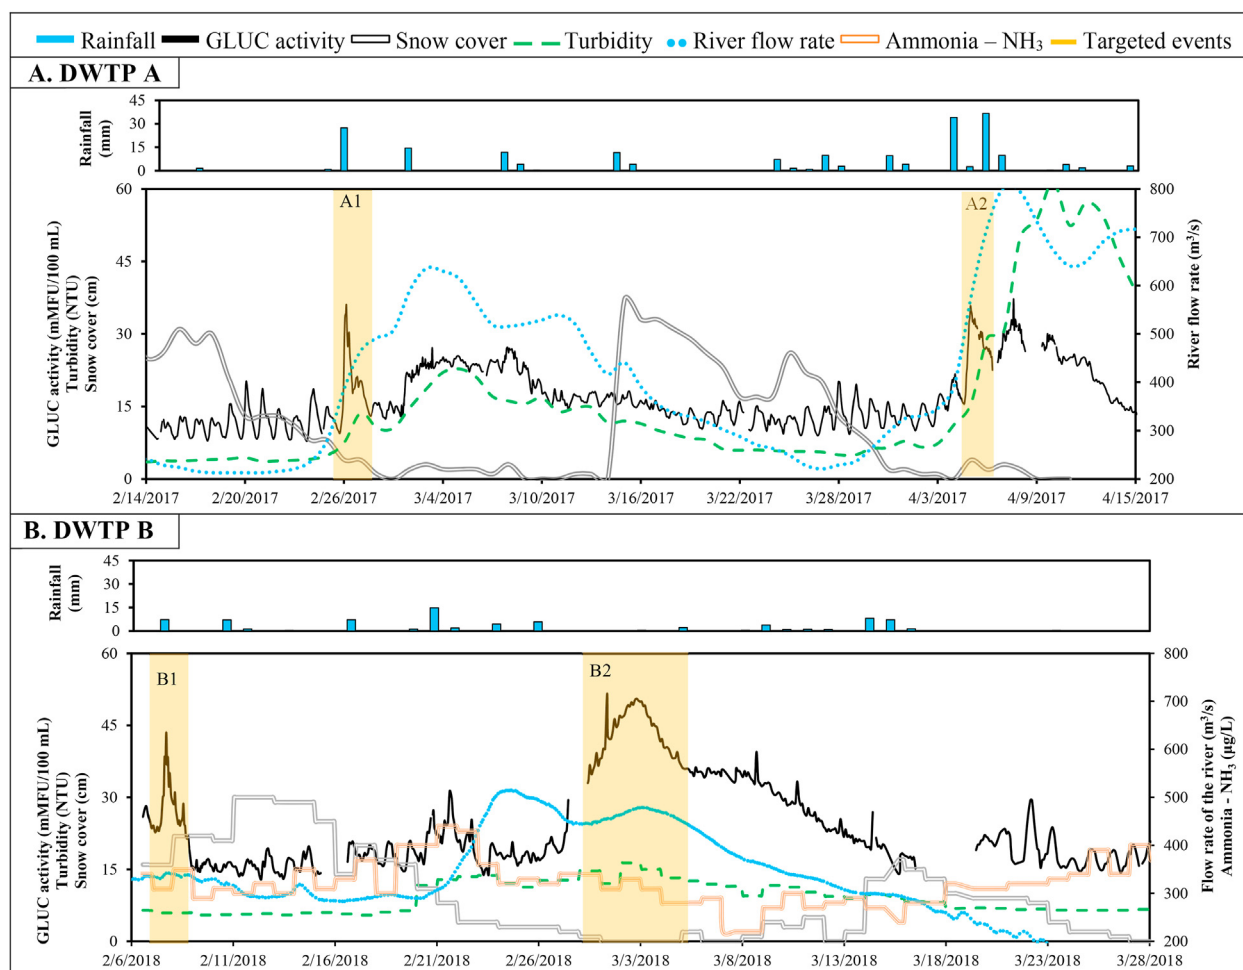 Rainfall GLUC activity Snow cover Turbidity River flow rate Ammonia – NH₃ Targeted events
A. DWTP A
Rainfall
(mm)
45
30
15
0
GLUC activity (mMFU/100 mL)
Turbidity (NTU)
Snow cover (cm)
60
45
30
15
0
A1
A2
800
700
600
500
400
300
200
River flow rate (m³/s)
2/14/2017 2/20/2017 2/26/2017 3/4/2017 3/10/2017 3/16/2017 3/22/2017 3/28/2017 4/3/2017 4/9/2017 4/15/2017
B. DWTP B
Rainfall
(mm)
45
30
15
0
GLUC activity (mMFU/100 mL)
Turbidity (NTU)
Snow cover (cm)
60
45
30
15
0
B1
B2
800
700
600
500
400
300
200
Flow rate of the river (m³/s)
Ammonia - NH₃ (µg/L)
2/6/2018 2/11/2018 2/16/2018 2/21/2018 2/26/2018 3/3/2018 3/8/2018 3/13/2018 3/18/2018 3/23/2018 3/28/2018